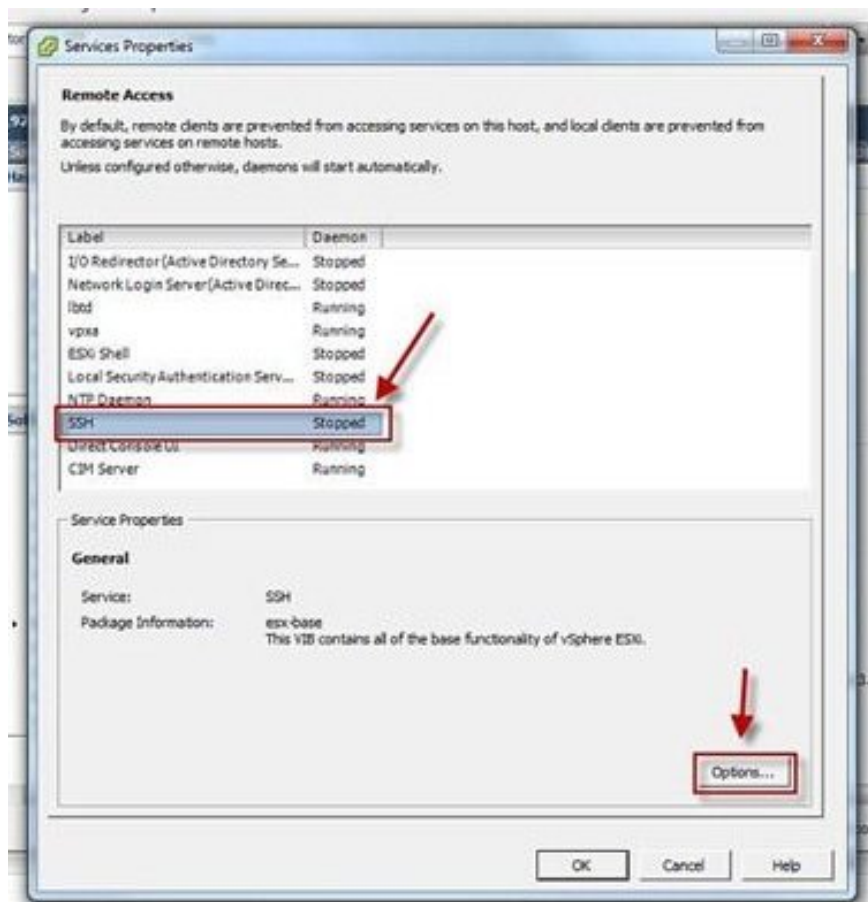 Services Properties
Remote Access
By default, remote clients are prevented from accessing services on this host, and local clients are prevented from
accessing services on remote hosts.
Unless configured otherwise, daemons will start automatically.
Label Daemon
I/O Redirector (Active Directory Se... Stopped
Network Login Server (Active Direc... Stopped
lbtd Running
vpxa Running
ESXi Shell Stopped
Local Security Authentication Serv... Stopped
NTP Daemon Running
SSH Stopped
Direct Console UI Running
CIM Server Running
Service Properties
General
Service: SSH
Package Information: esx-base
This VIB contains all of the base functionality of vSphere ESXi.
Options...
OK Cancel Help